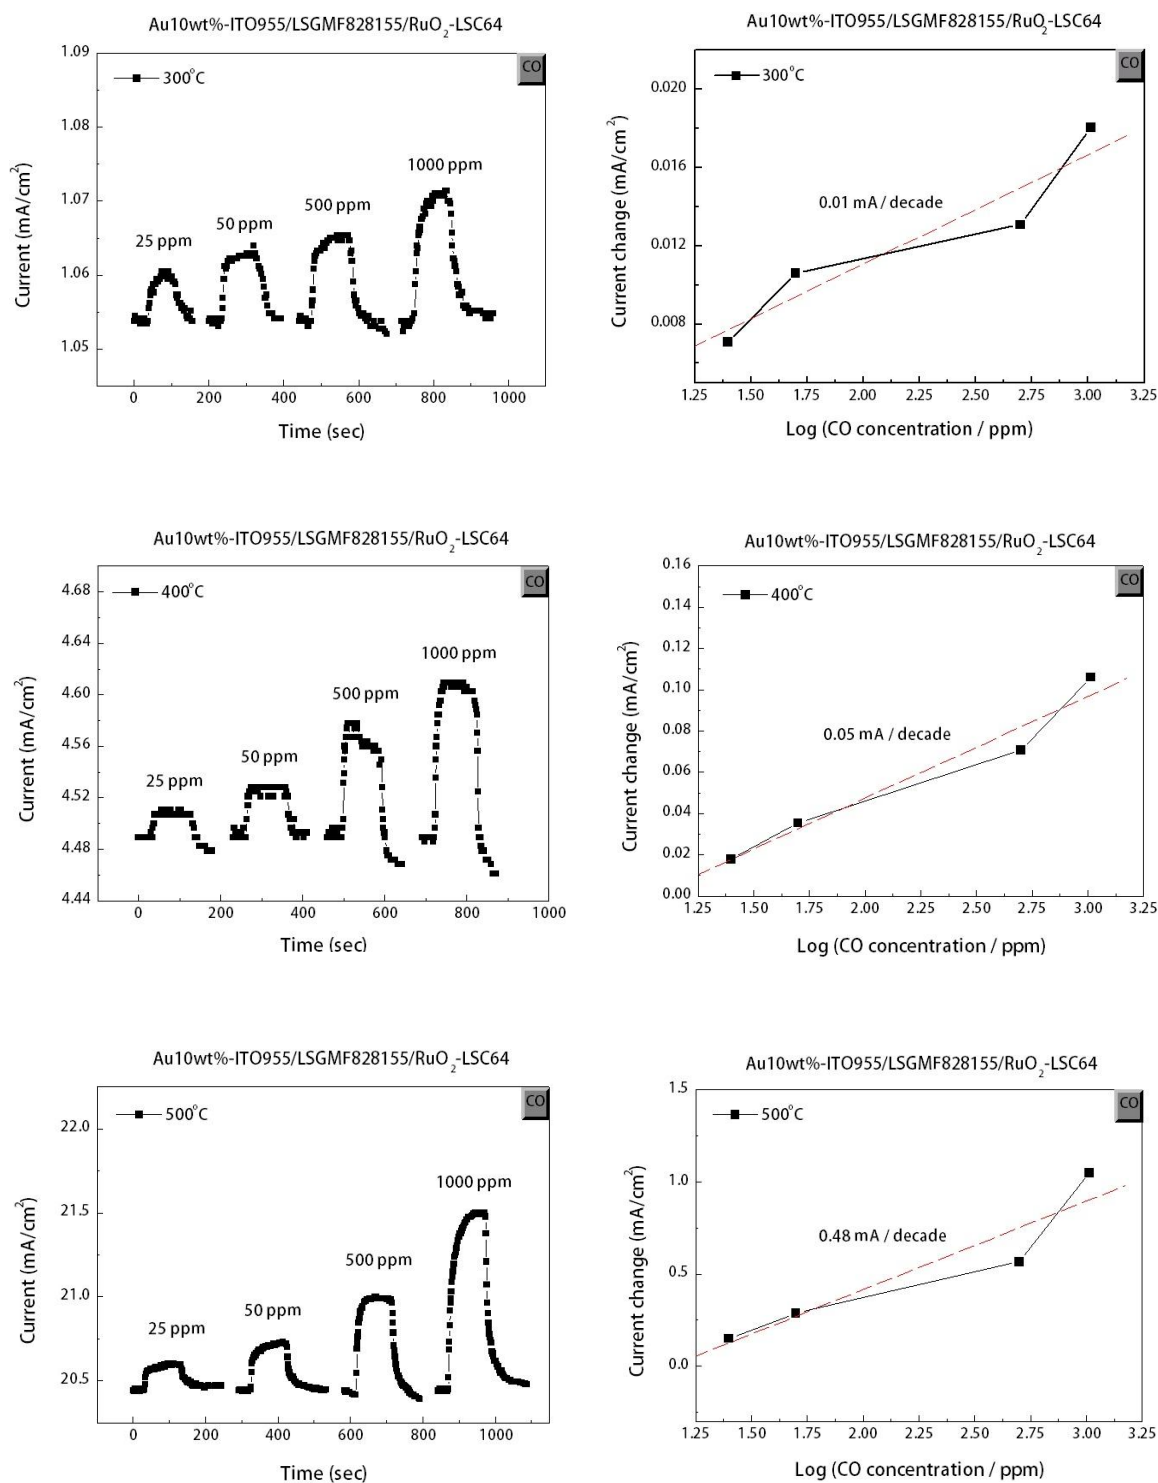 Au10wt%-ITO955/LSGMF828155/RuO2-LSC64
CO
300°C
1.09
1.08
1.07
1.06
1.05
Current (mA/cm²)
25 ppm
50 ppm
500 ppm
1000 ppm
0 200 400 600 800 1000
Time (sec)
Au10wt%-ITO955/LSGMF828155/RuO2-LSC64
CO
300°C
0.020
0.016
0.012
0.008
Current change (mA/cm²)
0.01 mA / decade
1.25 1.50 1.75 2.00 2.25 2.50 2.75 3.00 3.25
Log (CO concentration / ppm)
Au10wt%-ITO955/LSGMF828155/RuO2-LSC64
CO
400°C
4.68
4.64
4.60
4.56
4.52
4.48
4.44
Current (mA/cm²)
25 ppm
50 ppm
500 ppm
1000 ppm
0 200 400 600 800 1000
Time (sec)
Au10wt%-ITO955/LSGMF828155/RuO2-LSC64
CO
400°C
0.16
0.14
0.12
0.10
0.08
0.06
0.04
0.02
0.00
Current change (mA/cm²)
0.05 mA / decade
1.25 1.50 1.75 2.00 2.25 2.50 2.75 3.00 3.25
Log (CO concentration / ppm)
Au10wt%-ITO955/LSGMF828155/RuO2-LSC64
CO
500°C
22.0
21.5
21.0
20.5
Current (mA/cm²)
25 ppm
50 ppm
500 ppm
1000 ppm
0 200 400 600 800 1000
Time (sec)
Au10wt%-ITO955/LSGMF828155/RuO2-LSC64
CO
500°C
1.5
1.0
0.5
0.0
Current change (mA/cm²)
0.48 mA / decade
1.25 1.50 1.75 2.00 2.25 2.50 2.75 3.00 3.25
Log (CO concentration / ppm)